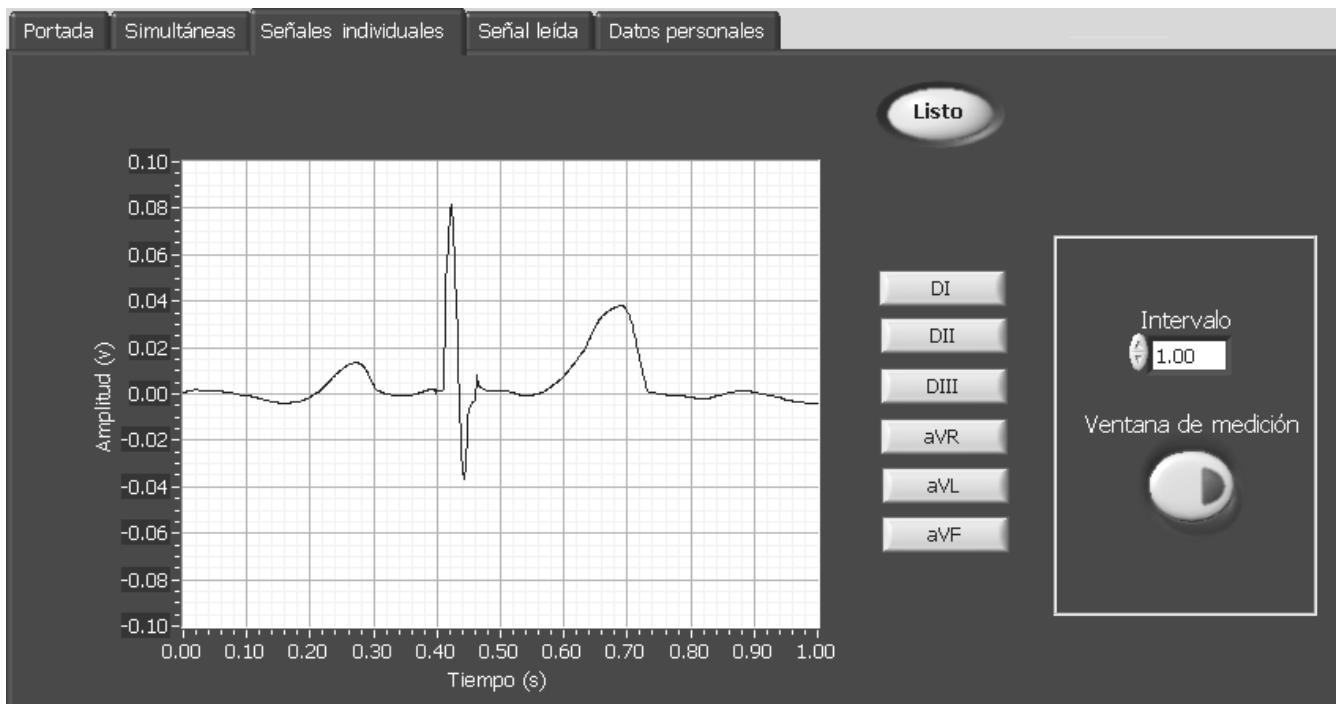 Portada Simultáneas Señales individuales Señal leída Datos personales
Listo
0.10
0.08
0.06
0.04
0.02
0.00
-0.02
-0.04
-0.06
-0.08
-0.10
Amplitud (v)
0.00 0.10 0.20 0.30 0.40 0.50 0.60 0.70 0.80 0.90 1.00
Tiempo (s)
DI
DII
DIII
aVR
aVL
aVF
Intervalo
1.00
Ventana de medición